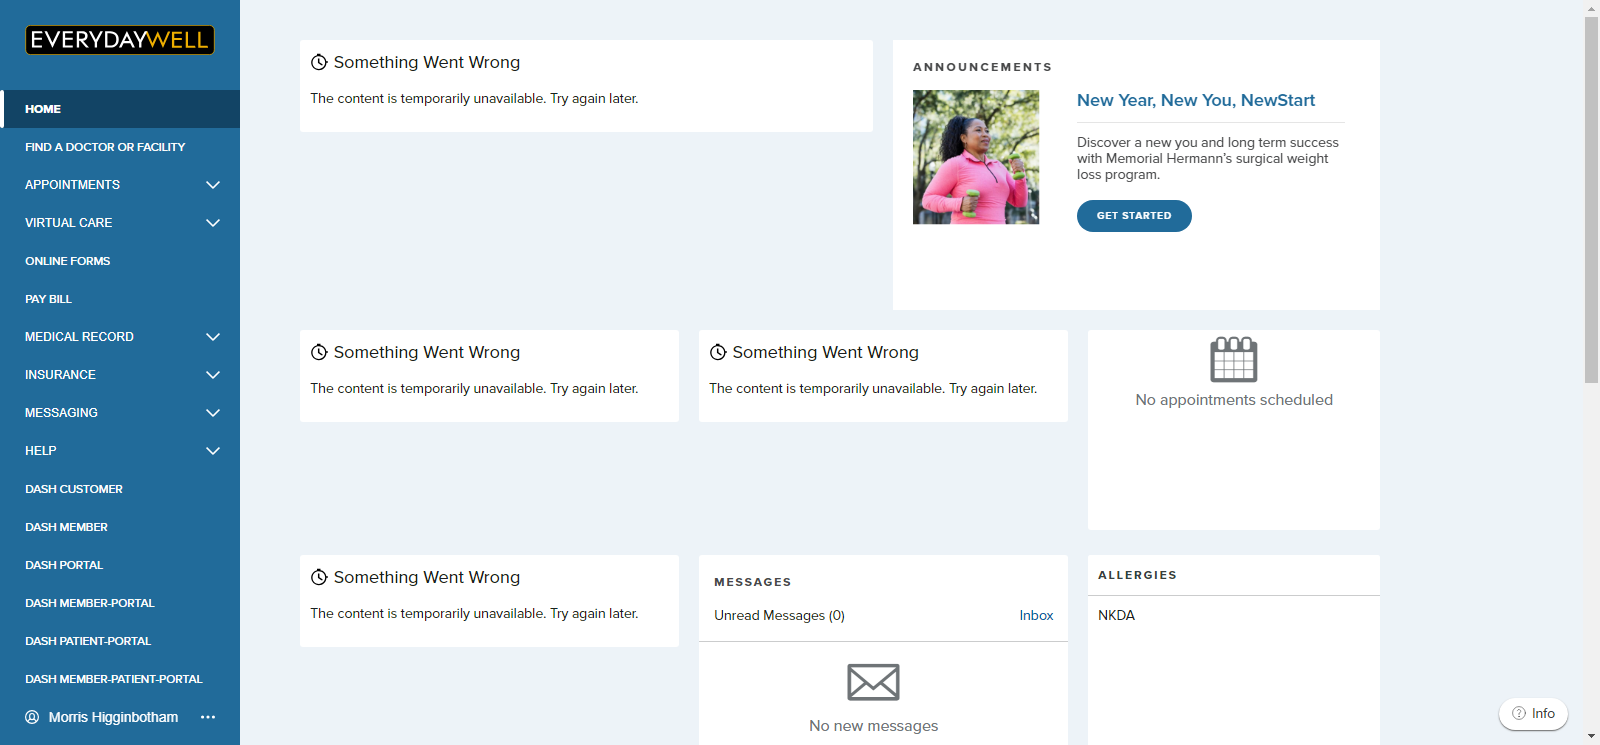 EVERYDAYWELL
HOME
FIND A DOCTOR OR FACILITY
APPOINTMENTS
VIRTUAL CARE
ONLINE FORMS
PAY BILL
MEDICAL RECORD
INSURANCE
MESSAGING
HELP
DASH CUSTOMER
DASH MEMBER
DASH PORTAL
DASH MEMBER-PORTAL
DASH PATIENT-PORTAL
DASH MEMBER-PATIENT-PORTAL
Morris Higginbotham
Something Went Wrong
The content is temporarily unavailable. Try again later.
ANNOUNCEMENTS
New Year, New You, NewStart
Discover a new you and long term success
with Memorial Hermann's surgical weight
loss program.
GET STARTED
Something Went Wrong
The content is temporarily unavailable. Try again later.
Something Went Wrong
The content is temporarily unavailable. Try again later.
No appointments scheduled
Something Went Wrong
The content is temporarily unavailable. Try again later.
MESSAGES
Unread Messages (0) Inbox
No new messages
ALLERGIES
NKDA
? Info